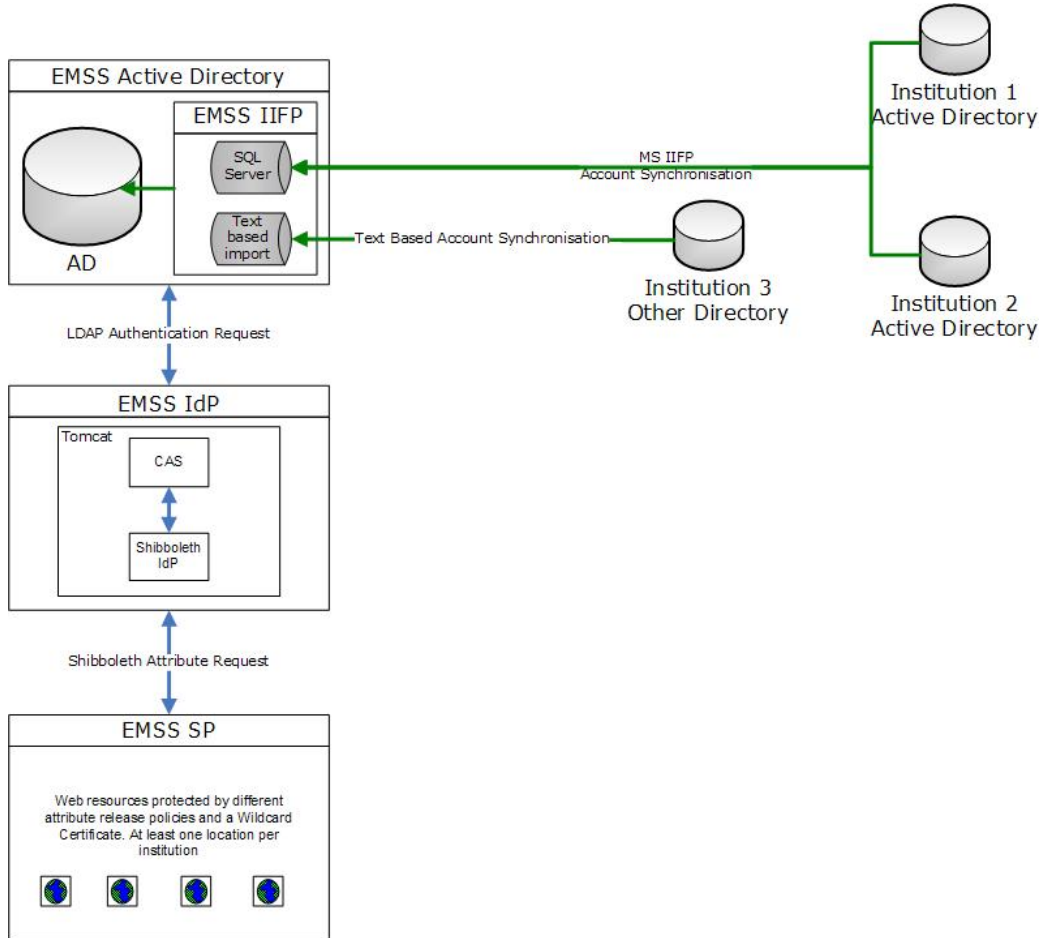 EMSS Active Directory
EMSS IIFP
SQL
Server
Text
based
import
AD
MS IIFP
Account Synchronisation
Text Based Account Synchronisation
Institution 1
Active Directory
Institution 3
Other Directory
Institution 2
Active Directory
LDAP Authentication Request
EMSS IdP
Tomcat
CAS
Shibboleth
IdP
Shibboleth Attribute Request
EMSS SP
Web resources protected by different
attribute release policies and a Wildcard
Certificate. At least one location per
institution